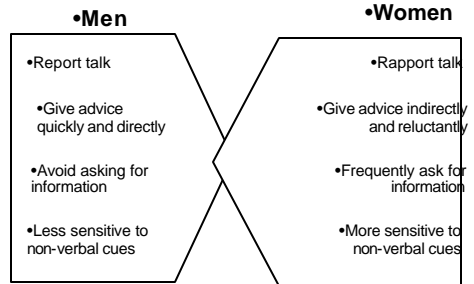 •Men
•Report talk
•Give advice
quickly and directly
•Avoid asking for
information
•Less sensitive to
non-verbal cues
•Women
•Rapport talk
•Give advice indirectly
and reluctantly
•Frequently ask for
information
•More sensitive to
non-verbal cues